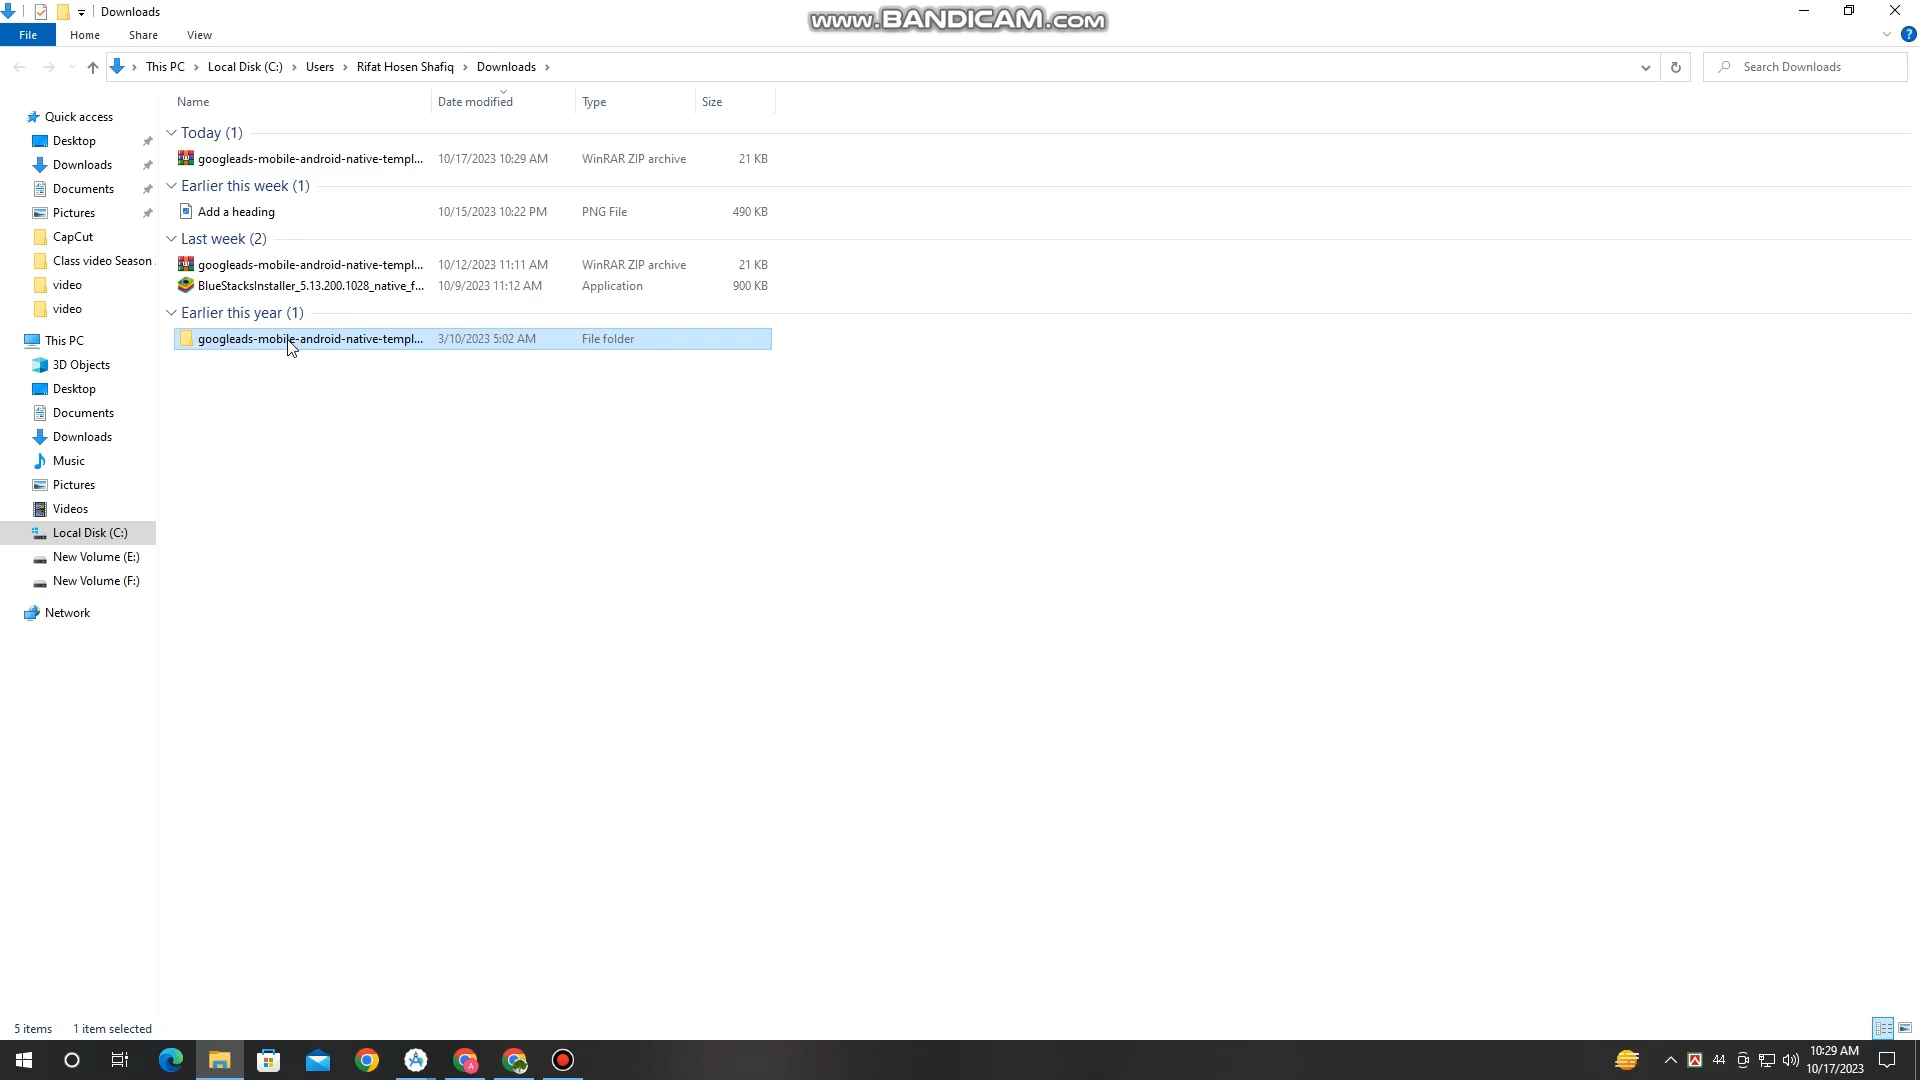 Downloads
www.BANDICAM.com
File
Home
Share
View
This PC
Local Disk (C:)
Users
Rifat Hosen Shafiq
Downloads
Search Downloads
Name
Date modified
Type
Size
Quick access
Desktop
Downloads
Documents
Pictures
CapCut
Class video Season
video
video
This PC
3D Objects
Desktop
Documents
Downloads
Music
Pictures
Videos
Local Disk (C:)
New Volume (E:)
New Volume (F:)
Network
Today (1)
googleads-mobile-android-native-templ... 10/17/2023 10:29 AM WinRAR ZIP archive 21 KB
Earlier this week (1)
Add a heading 10/15/2023 10:22 PM PNG File 490 KB
Last week (2)
googleads-mobile-android-native-templ... 10/12/2023 11:11 AM WinRAR ZIP archive 21 KB
BlueStacksInstaller_5.13.200.1028_native_f... 10/9/2023 11:12 AM Application 900 KB
Earlier this year (1)
googleads-mobile-android-native-templ... 3/10/2023 5:02 AM File folder
5 items 1 item selected
44
10:29 AM
10/17/2023